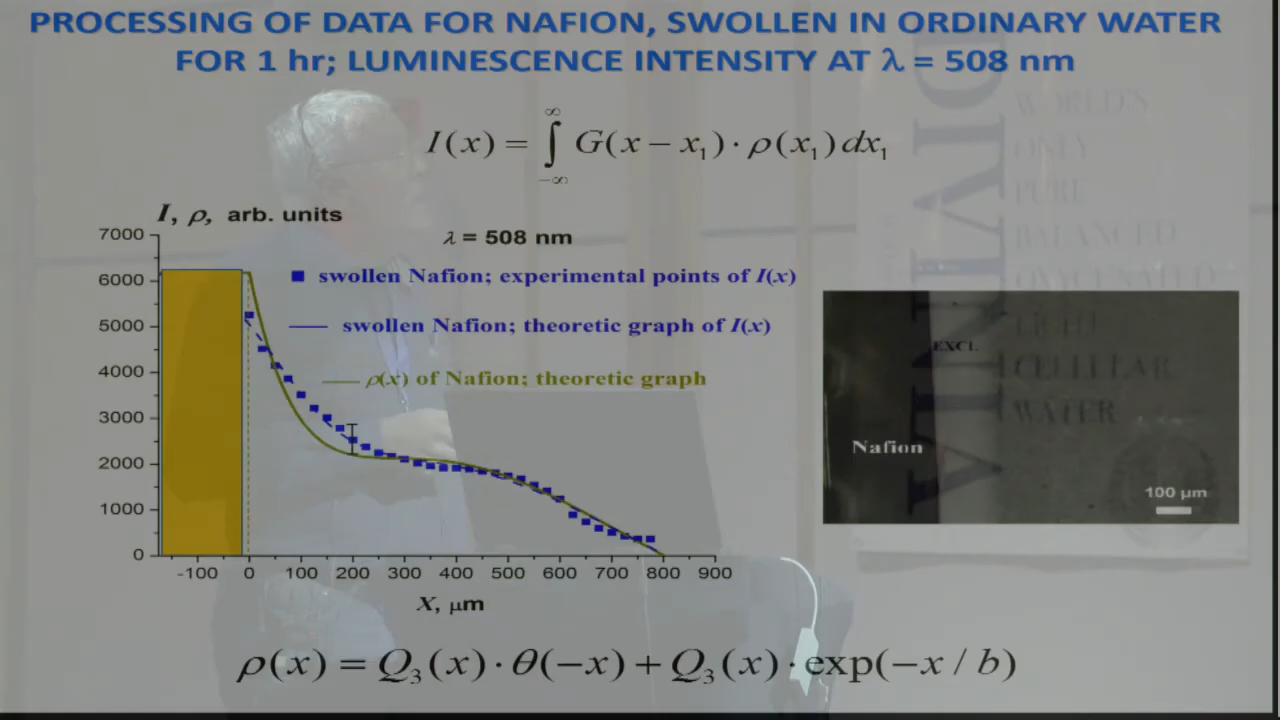 PROCESSING OF DATA FOR NAFION, SWOLLEN IN ORDINARY WATER
FOR 1 hr; LUMINESCENCE INTENSITY AT λ = 508 nm
I(x) = ∫_{-∞}^{∞} G(x − x₁) · ρ(x₁) dx₁
I, ρ, arb. units
λ = 508 nm
swollen Nafion; experimental points of I(x)
swollen Nafion; theoretic graph of I(x)
ρ(x) of Nafion; theoretic graph
7000
6000
5000
4000
3000
2000
1000
0
-100 0 100 200 300 400 500 600 700 800 900
X, μm
EXCL
Nafion
100 μm
ρ(x) = Q₃(x) · θ(−x) + Q₃(x) · exp(−x / b)
DIVINIA
WORLD'S
ONLY
PURE
BALANCED
OXYGENATED
LIGHT
CELLULAR
WATER